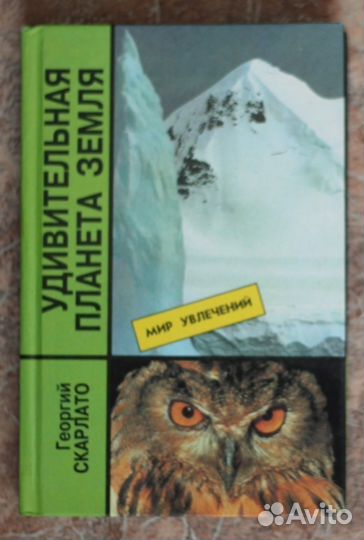 УДИВИТЕЛЬНАЯ
ПЛАНЕТА ЗЕМЛЯ
Георгий
СКАРЛАТО
МИР УВЛЕЧЕНИЙ
Avito